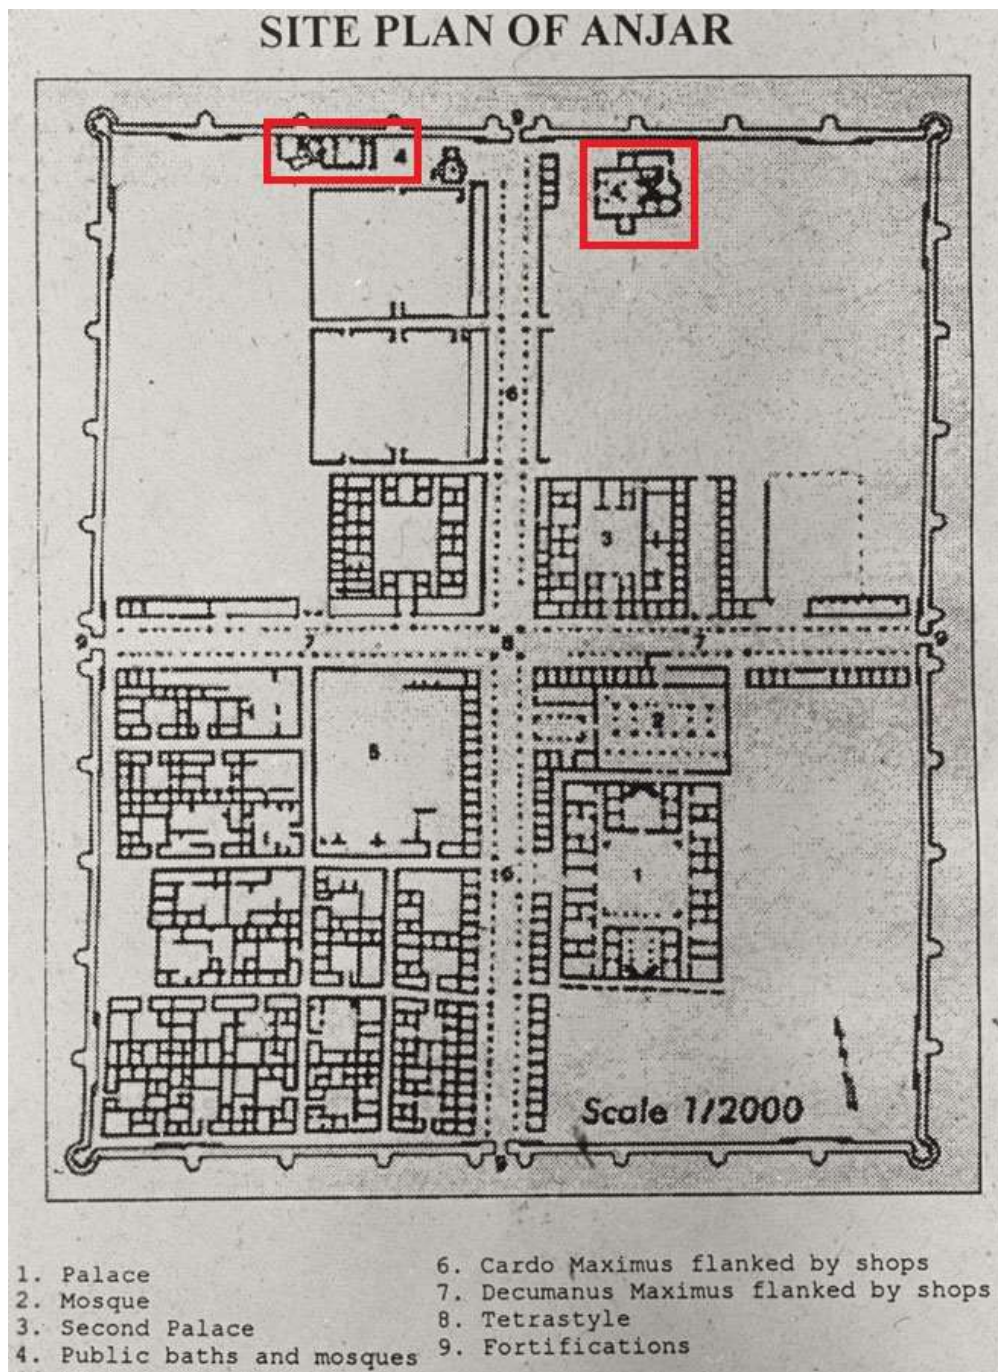 SITE PLAN OF ANJAR
9
4
4
6
3
9
7
8
7
9
2
5
1
6
Scale 1/2000
9
1. Palace
2. Mosque
3. Second Palace
4. Public baths and mosques
6. Cardo Maximus flanked by shops
7. Decumanus Maximus flanked by shops
8. Tetrastyle
9. Fortifications